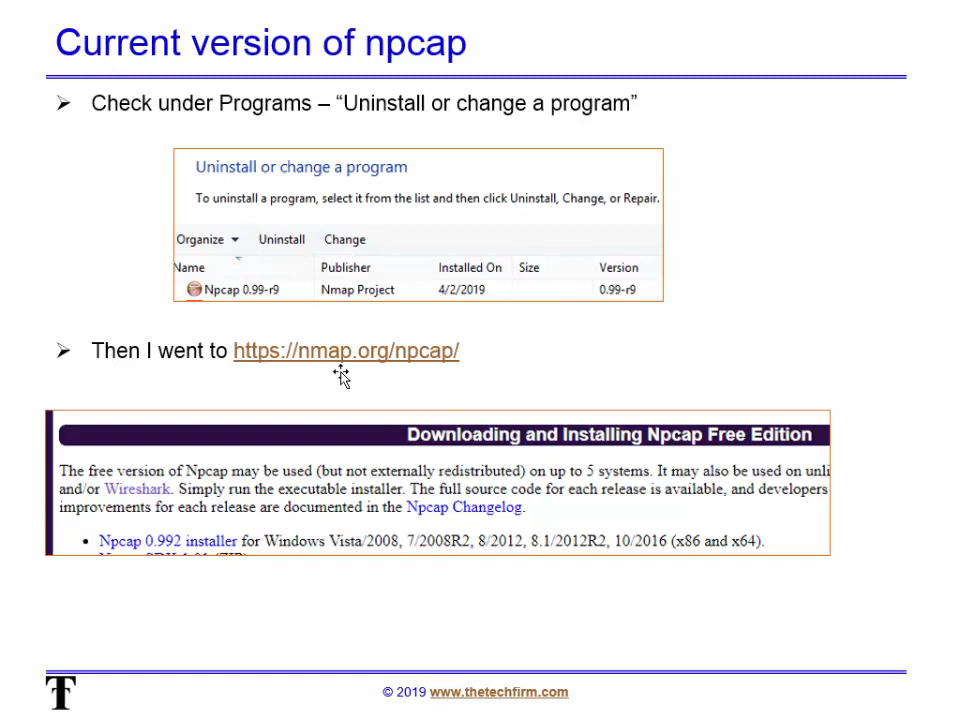 Current version of npcap
Check under Programs – “Uninstall or change a program”
Uninstall or change a program
To uninstall a program, select it from the list and then click Uninstall, Change, or Repair.
Organize Uninstall Change
Name Publisher Installed On Size Version
Npcap 0.99-r9 Nmap Project 4/2/2019 0.99-r9
Then I went to https://nmap.org/npcap/
Downloading and Installing Npcap Free Edition
The free version of Npcap may be used (but not externally redistributed) on up to 5 systems. It may also be used on unli
and/or Wireshark. Simply run the executable installer. The full source code for each release is available, and developers
improvements for each release are documented in the Npcap Changelog.
Npcap 0.992 installer for Windows Vista/2008, 7/2008R2, 8/2012, 8.1/2012R2, 10/2016 (x86 and x64).
© 2019 www.thetechfirm.com